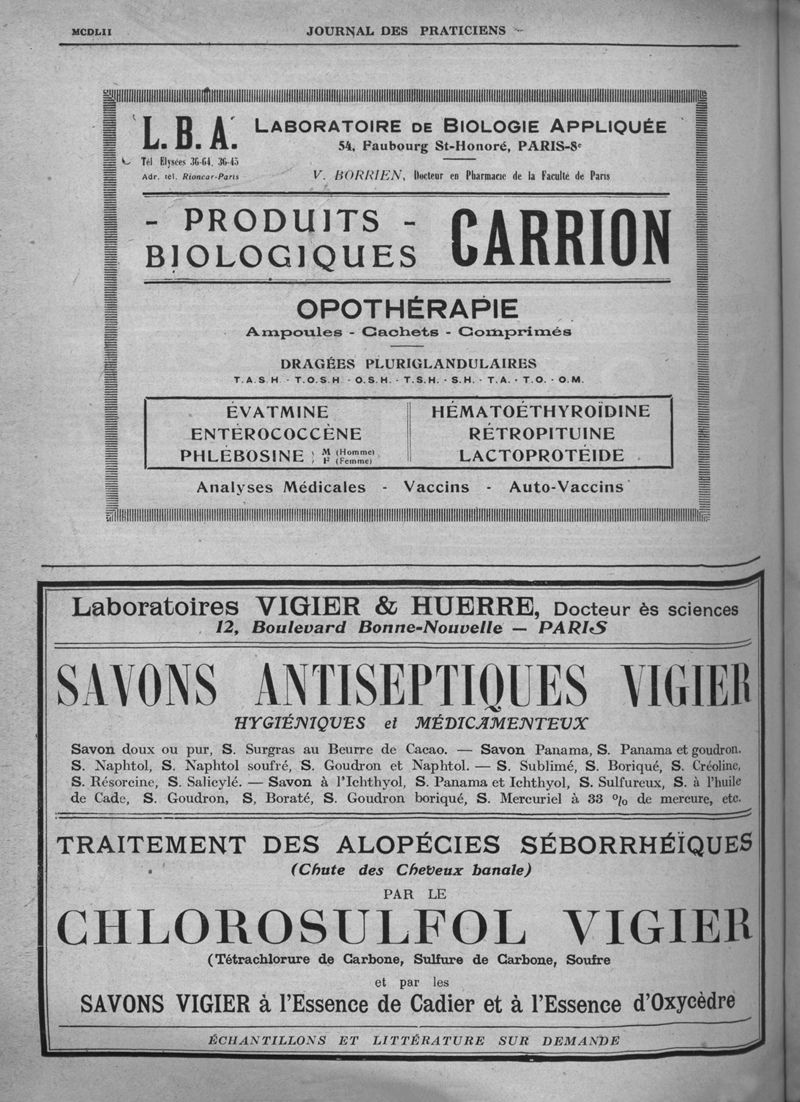 MCDLII
JOURNAL DES PRATICIENS
L.B.A.
LABORATOIRE DE BIOLOGIE APPLIQUÉE
54, Faubourg St-Honoré, PARIS-8e
Tél Elysées 36-64, 36-45
Adr. tél. Rioncar-Paris
V. BORRIEN, Docteur en Pharmacie de la Faculté de Paris
- PRODUITS -
BIOLOGIQUES
CARRION
OPOTHÉRAPIE
Ampoules - Cachets - Comprimés
DRAGÉES PLURIGLANDULAIRES
T.A.S.H. - T.O.S.H - O.S.H. - T.S.H. - S.H. - T.A. - T.O. - O.M.
ÉVATMINE
ENTÉROCOCCÈNE
PHLÉBOSINE } M (Homme)
F (Femme)
HÉMATOÉTHYROÏDINE
RÉTROPITUINE
LACTOPROTÉIDE
Analyses Médicales - Vaccins - Auto-Vaccins
Laboratoires VIGIER & HUERRE, Docteur ès sciences
12, Boulevard Bonne-Nouvelle — PARIS
SAVONS ANTISEPTIQUES VIGIER
HYGIÉNIQUES et MÉDICAMENTEUX
Savon doux ou pur, S. Surgras au Beurre de Cacao. — Savon Panama, S. Panama et goudron.
S. Naphtol, S. Naphtol soufré, S. Goudron et Naphtol. — S. Sublimé, S. Boriqué, S. Créoline,
S. Résorcine, S. Salicylé. — Savon à l'Ichthyol, S. Panama et Ichthyol, S. Sulfureux, S. à l'huile
de Cade, S. Goudron, S, Boraté, S. Goudron boriqué, S. Mercuriel à 33 % de mercure, etc.
TRAITEMENT DES ALOPÉCIES SÉBORRHÉÏQUES
(Chute des Cheveux banale)
PAR LE
CHLOROSULFOL VIGIER
(Tétrachlorure de Carbone, Sulfure de Carbone, Soufre
et par les
SAVONS VIGIER à l'Essence de Cadier et à l'Essence d'Oxycèdre
ÉCHANTILLONS ET LITTÉRATURE SUR DEMANDE